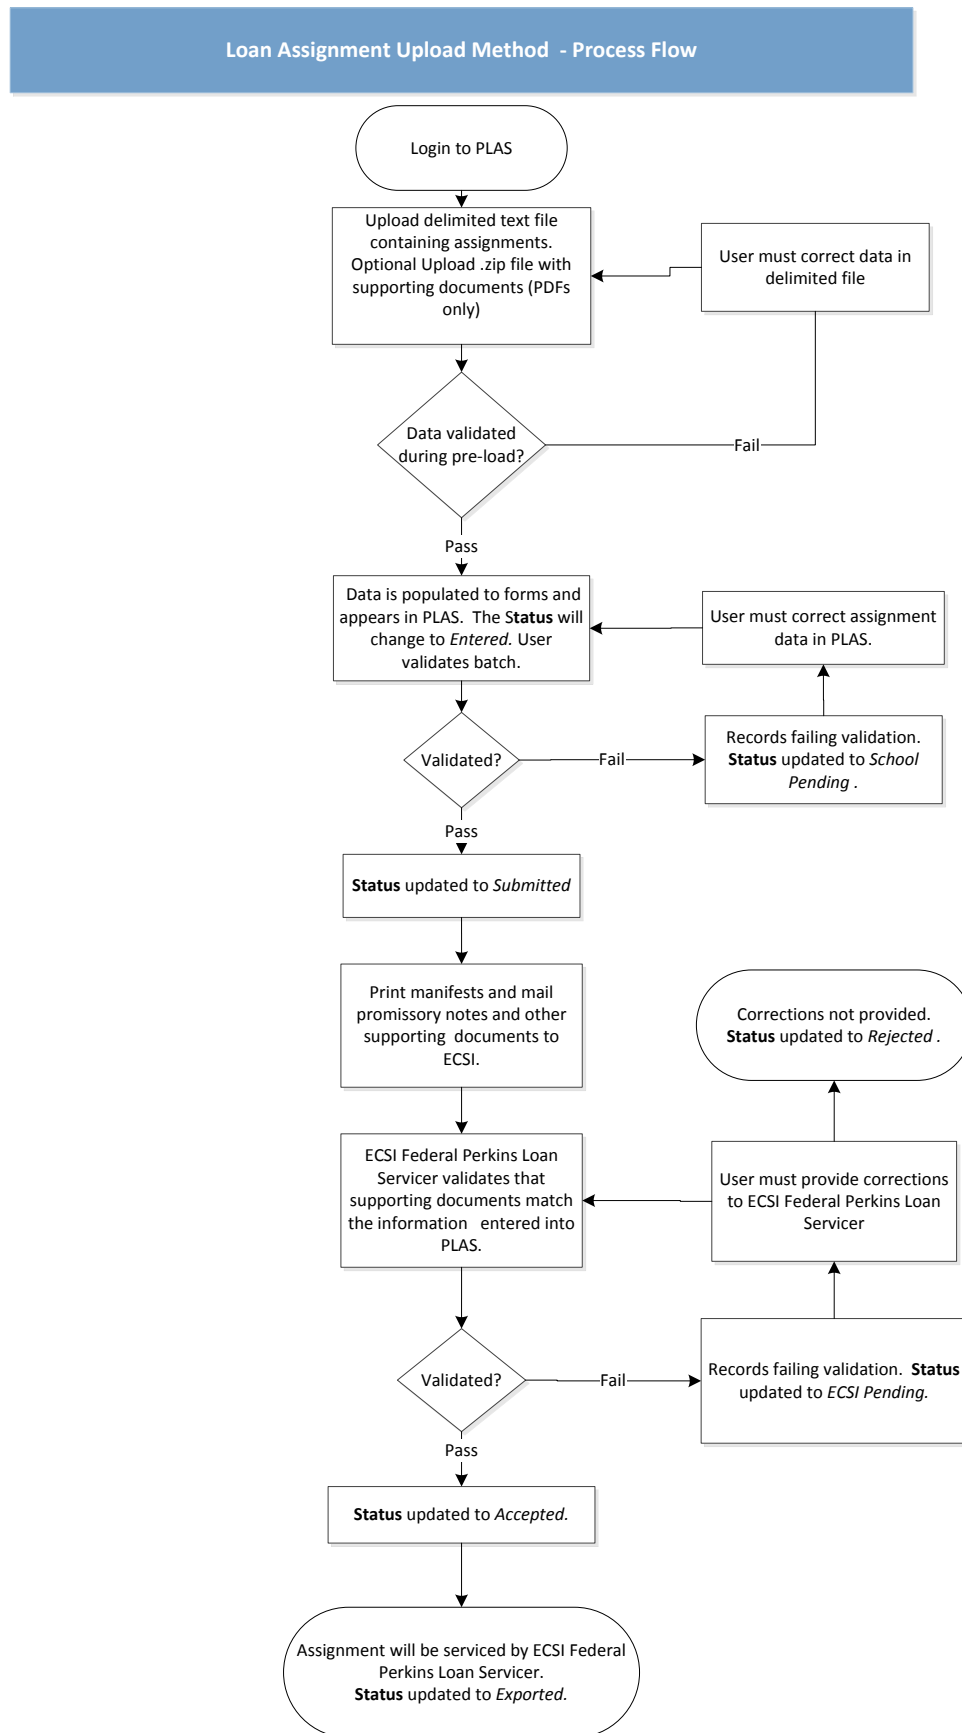 Loan Assignment Upload Method - Process Flow
Login to PLAS
Upload delimited text file
containing assignments.
Optional Upload .zip file with
supporting documents (PDFs
only)
User must correct data in
delimited file
Data validated
during pre-load?
Fail
Pass
Data is populated to forms and
appears in PLAS. The Status will
change to Entered. User
validates batch.
User must correct assignment
data in PLAS.
Validated?
Fail
Records failing validation.
Status updated to School
Pending .
Pass
Status updated to Submitted
Print manifests and mail
promissory notes and other
supporting documents to
ECSI.
Corrections not provided.
Status updated to Rejected .
ECSI Federal Perkins Loan
Servicer validates that
supporting documents match
the information entered into
PLAS.
User must provide corrections
to ECSI Federal Perkins Loan
Servicer
Validated?
Fail
Records failing validation. Status
updated to ECSI Pending.
Pass
Status updated to Accepted.
Assignment will be serviced by ECSI Federal
Perkins Loan Servicer.
Status updated to Exported.